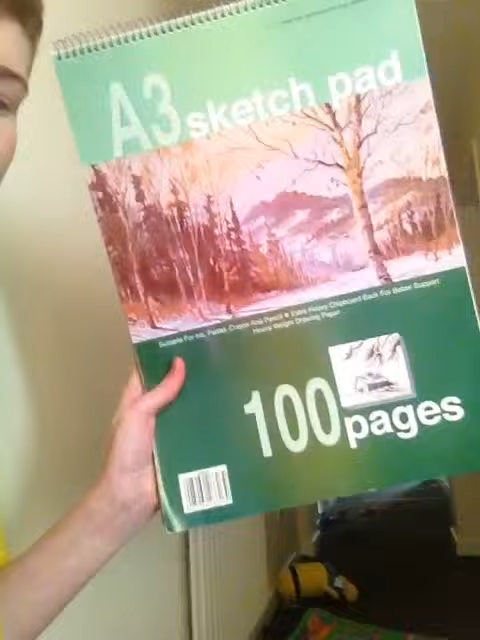 A3 sketch pad
Suitable For Ink, Pastel, Crayon And Pencil • Extra Heavy Chipboard Back For Better Support
Heavy Weight Drawing Paper
100 pages